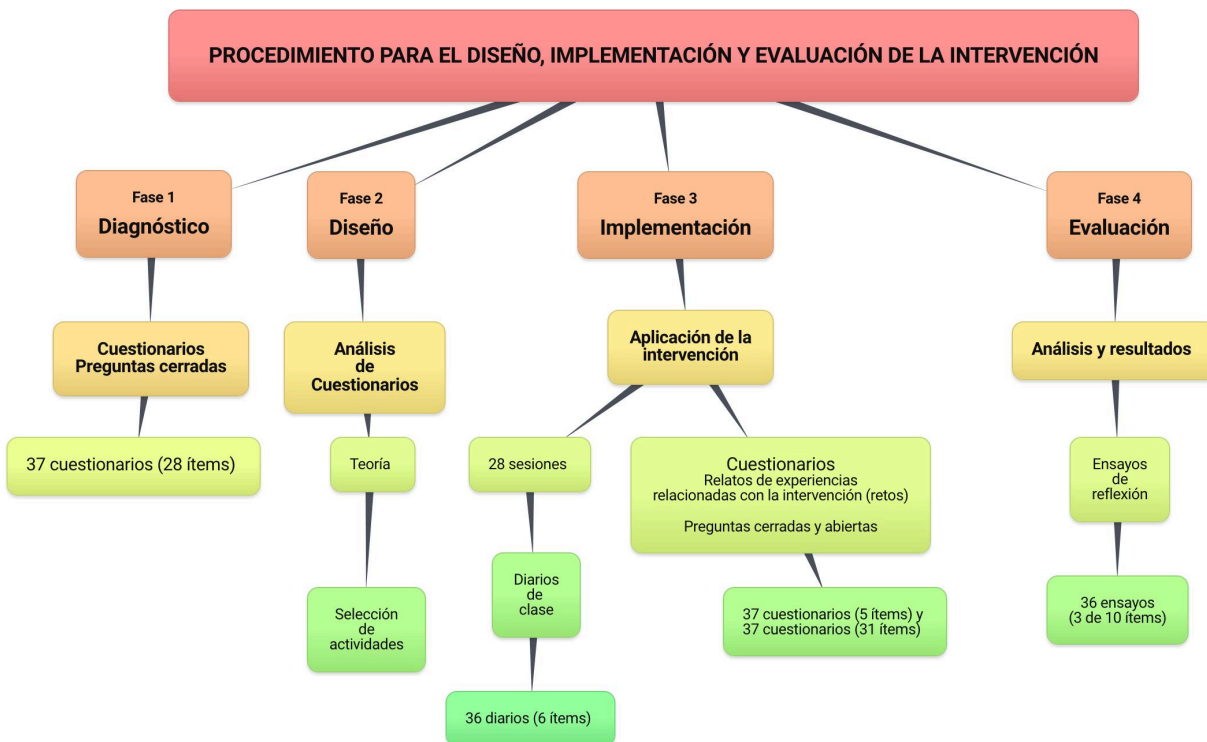 PROCEDIMIENTO PARA EL DISEÑO, IMPLEMENTACIÓN Y EVALUACIÓN DE LA INTERVENCIÓN
Fase 1
Diagnóstico
Cuestionarios
Preguntas cerradas
37 cuestionarios (28 ítems)
Fase 2
Diseño
Análisis
de
Cuestionarios
Teoría
Selección
de
actividades
Fase 3
Implementación
Aplicación de la
intervención
28 sesiones
Diarios
de
clase
36 diarios (6 ítems)
Cuestionarios
Relatos de experiencias
relacionadas con la intervención (retos)
Preguntas cerradas y abiertas
37 cuestionarios (5 ítems) y
37 cuestionarios (31 ítems)
Fase 4
Evaluación
Análisis y resultados
Ensayos
de
reflexión
36 ensayos
(3 de 10 ítems)